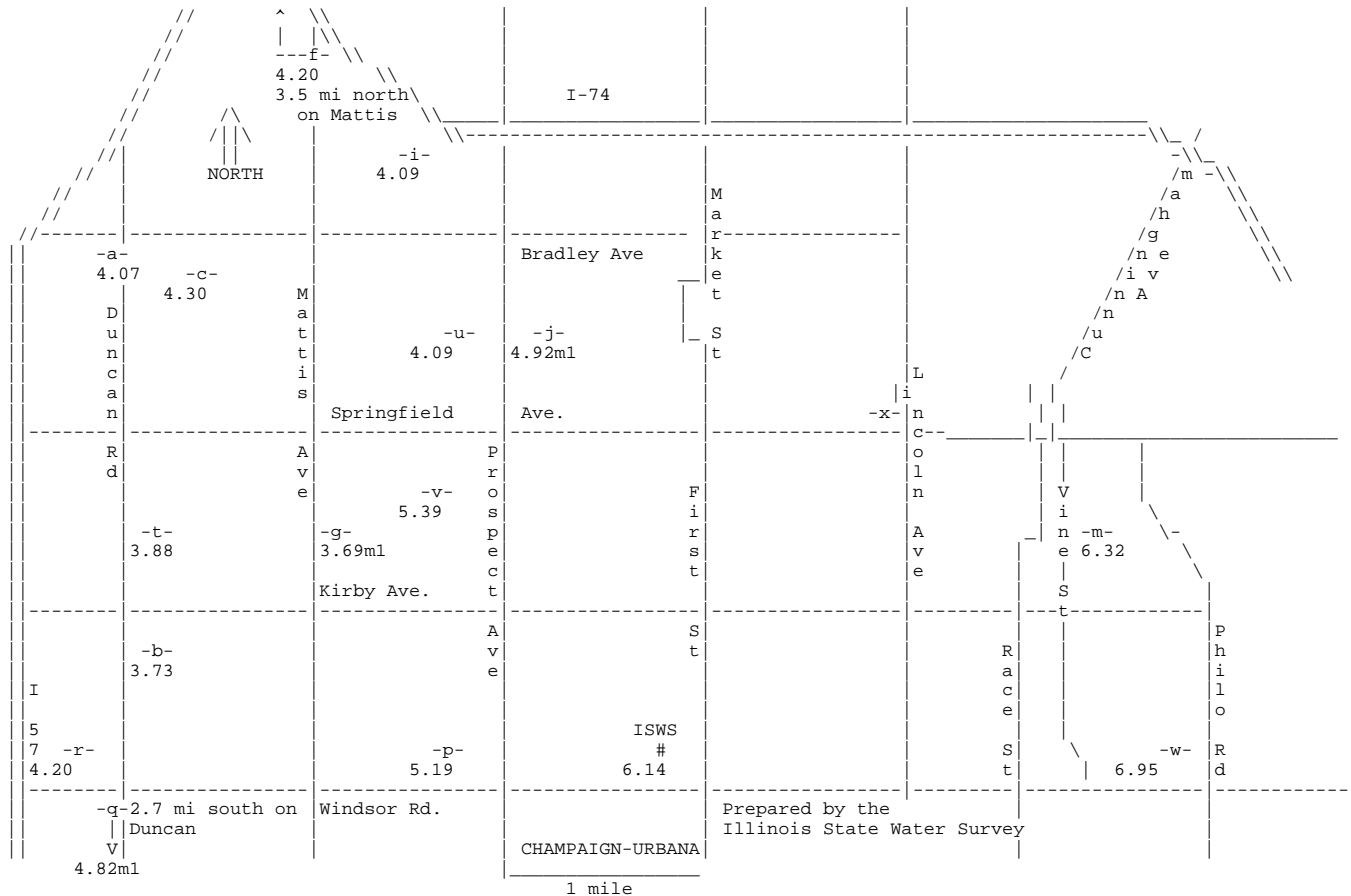 -f-
4.20
3.5 mi north
I-74
on Mattis
-i-
NORTH
4.09
Market St
Cunningham Ave
-a-
Bradley Ave
4.07
-c-
4.30
Duncan Rd
Mattis Ave
-u-
-j-
4.09
4.92ml
Lincoln Ave
Springfield Ave.
-x-
Prospect Ave
First St
-v-
5.39
Vine St
-t-
-g-
-m-
3.88
3.69ml
6.32
Kirby Ave.
-b-
3.73
Race St
Philo Rd
I 57
ISWS
-r-
-p-
#
-w-
4.20
5.19
6.14
6.95
-q-2.7 mi south on
Duncan
Windsor Rd.
Prepared by the
Illinois State Water Survey
CHAMPAIGN-URBANA
4.82ml
1 mile